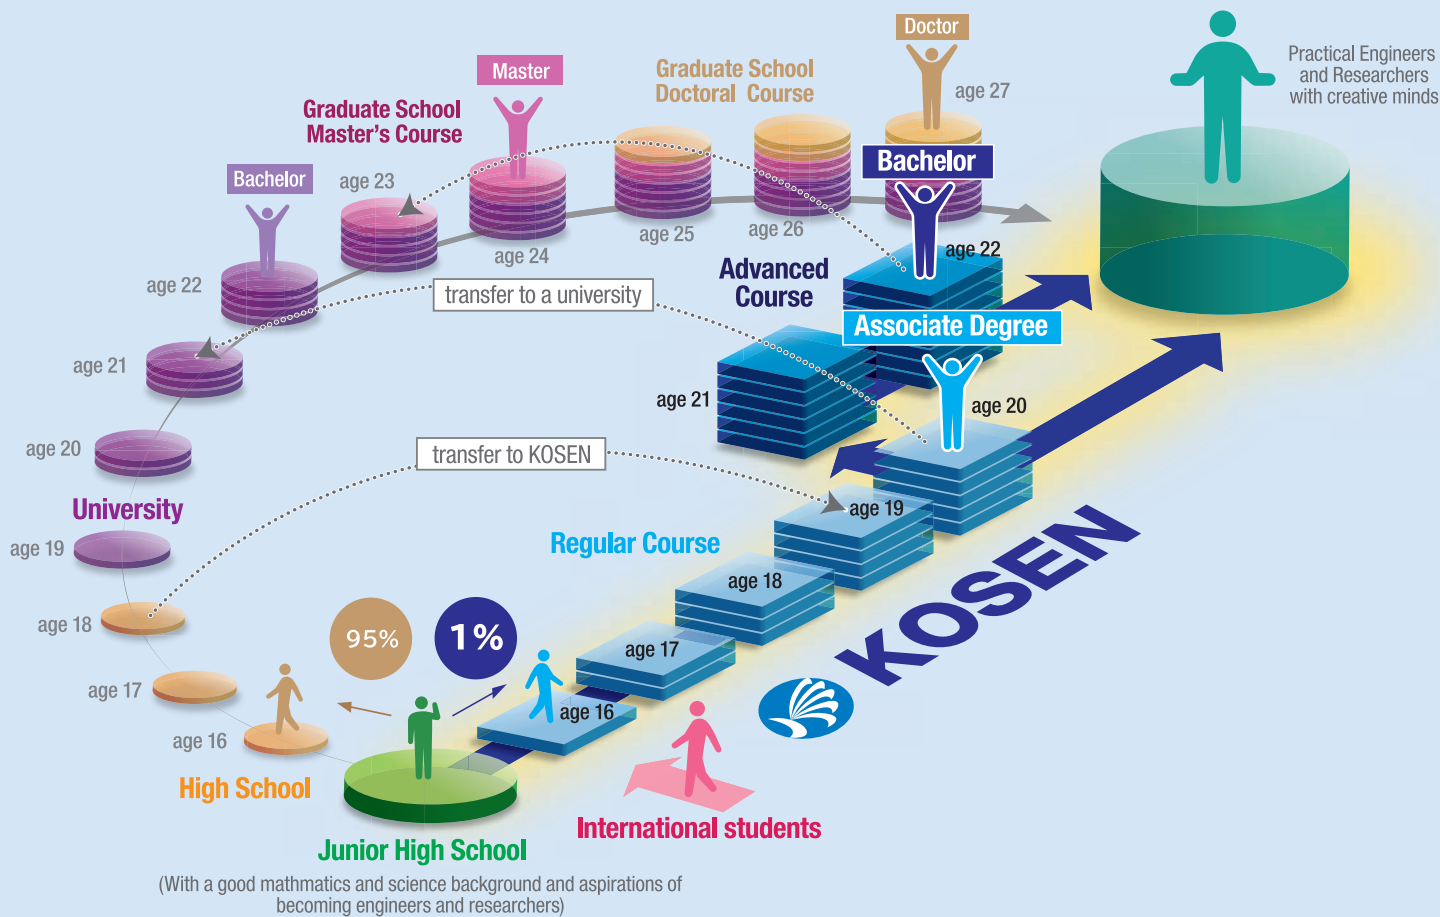 Doctor
age 27
Practical Engineers
and Researchers
with creative minds
Graduate School
Doctoral Course
Master
Graduate School
Master's Course
Bachelor
age 23
Bachelor
age 22
age 24
age 25
age 26
age 22
Advanced
Course
transfer to a university
Associate Degree
age 21
age 21
age 20
age 20
transfer to KOSEN
University
age 19
age 19
Regular Course
KOSEN
age 18
age 18
95%
1%
age 17
age 17
age 16
age 16
High School
International students
Junior High School
(With a good mathmatics and science background and aspirations of
becoming engineers and researchers)